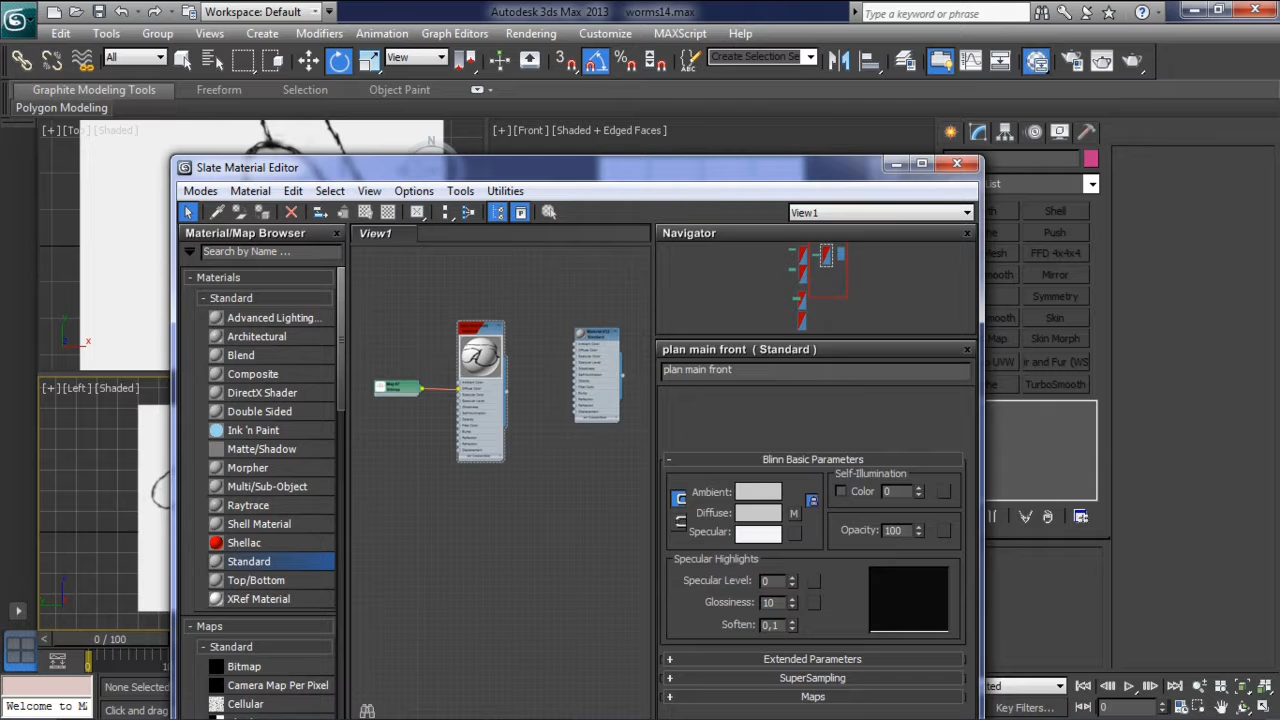 Workspace: Default
Autodesk 3ds Max 2013 worms14.max
Type a keyword or phrase
Edit Tools Group Views Create Modifiers Animation Graph Editors Rendering Customize MAXScript Help
All
View
3
Create Selection Se
Graphite Modeling Tools Freeform Selection Object Paint
Polygon Modeling
[+][Top][Shaded]
[+][Front][Shaded + Edged Faces]
N
Slate Material Editor
Modes Material Edit Select View Options Tools Utilities
View1
Material/Map Browser
View1
Navigator
Search by Name ...
- Materials
- Standard
Advanced Lighting...
Architectural
Blend
Composite
DirectX Shader
Double Sided
Ink 'n Paint
Matte/Shadow
Morpher
Multi/Sub-Object
Raytrace
Shell Material
Shellac
Standard
Top/Bottom
XRef Material
- Maps
- Standard
Bitmap
Camera Map Per Pixel
Cellular
plan main front ( Standard )
plan main front
- Blinn Basic Parameters
Ambient:
Diffuse: M
Specular:
Self-Illumination
Color 0
Opacity: 100
Specular Highlights
Specular Level: 0
Glossiness: 10
Soften: 0,1
+ Extended Parameters
+ SuperSampling
+ Maps
List
Shell
Push
FFD 4x4x4
Mirror
Symmetry
Skin
Map
Skin Morph
UVW
and Fur (WS
TurboSmooth
[+][Left][Shaded]
z
y
x
0 / 100
0
None Selected
Welcome to M
Click and drag
Key Filters...
0